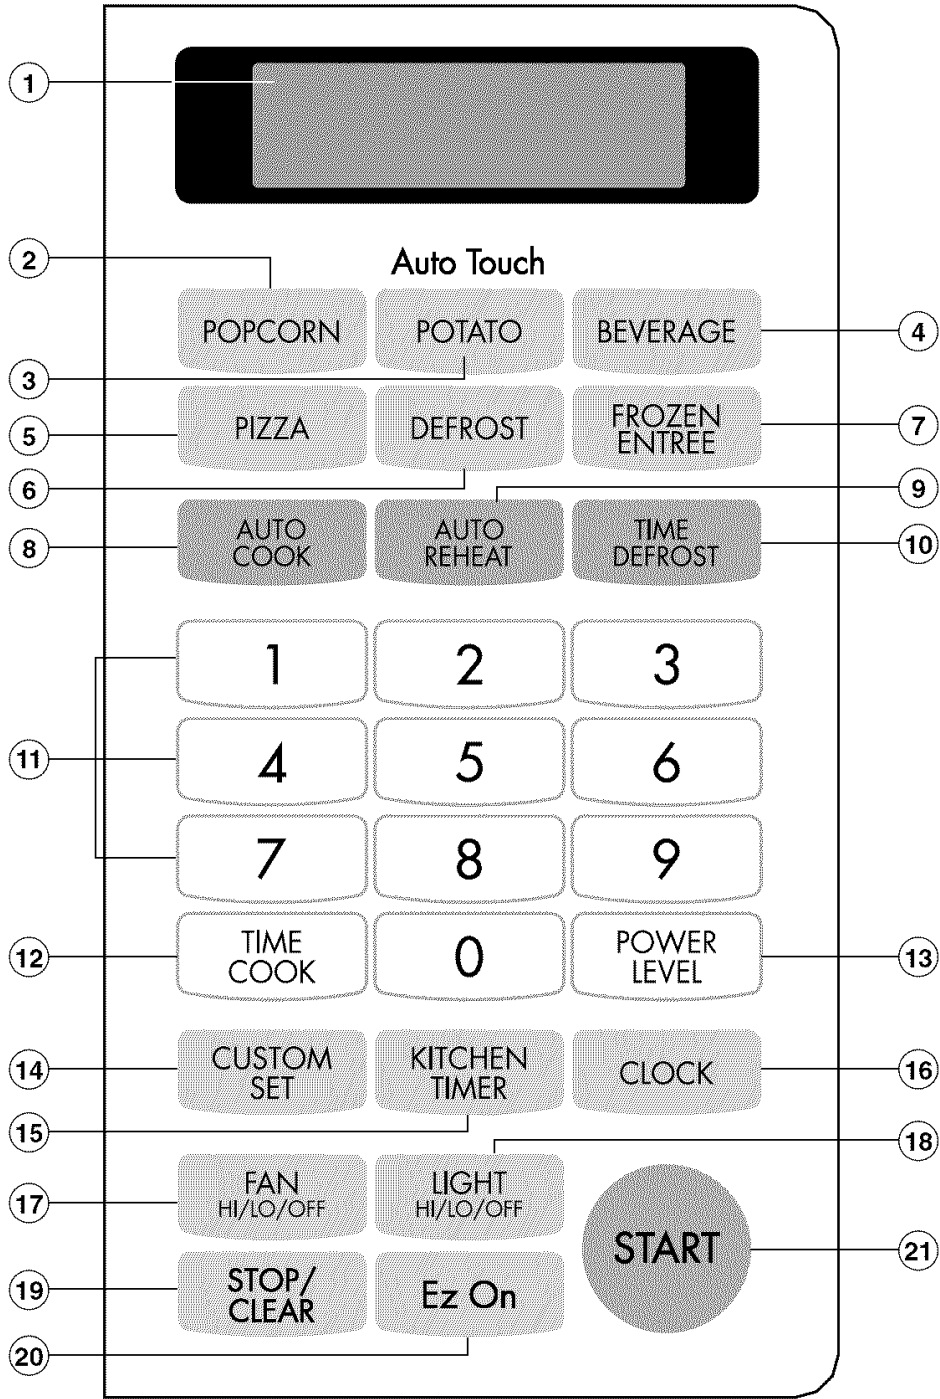 1
2
Auto Touch
POPCORN
POTATO
BEVERAGE
4
3
5
PIZZA
DEFROST
FROZEN
ENTREE
7
6
9
8
AUTO
COOK
AUTO
REHEAT
TIME
DEFROST
10
1
2
3
11
4
5
6
7
8
9
12
TIME
COOK
0
POWER
LEVEL
13
14
CUSTOM
SET
KITCHEN
TIMER
CLOCK
16
15
18
17
FAN
HI/LO/OFF
LIGHT
HI/LO/OFF
START
21
19
STOP/
CLEAR
Ez On
20